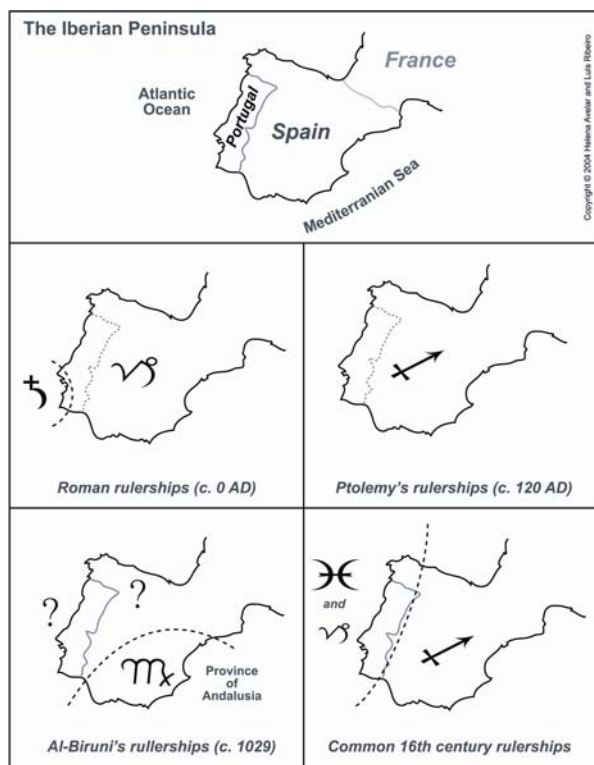 The Iberian Peninsula
France
Atlantic
Ocean
Portugal
Spain
Mediterranean Sea
Copyright © 2004 Helena Avelar and Luis Ribeiro
♄
♑
Roman rulerships (c. 0 AD)
♐
Ptolemy's rulerships (c. 120 AD)
?
?
♏
Province
of
Andalusia
Al-Biruni's rullerships (c. 1029)
♓
and
♑
♐
Common 16th century rulerships